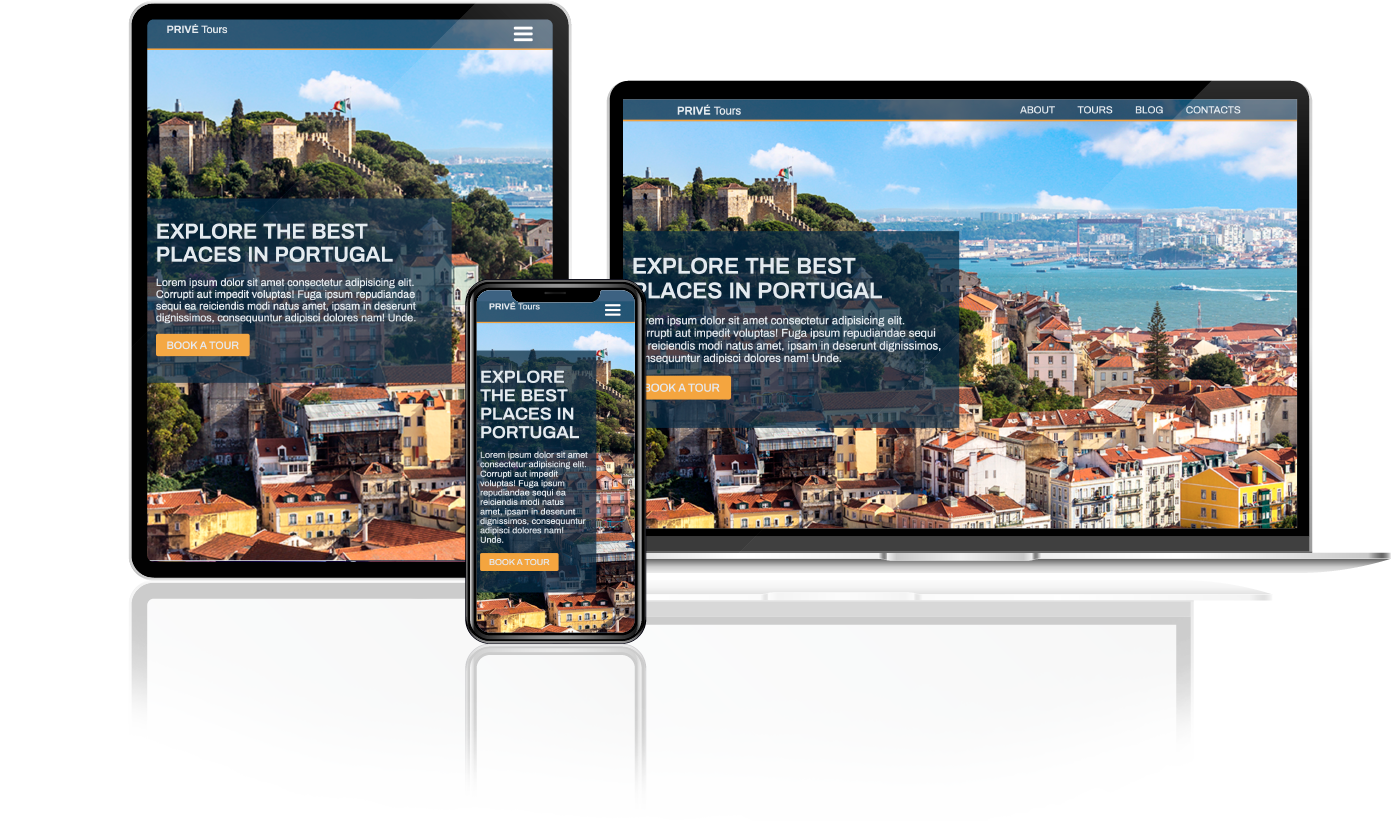 PRIVÉ Tours
EXPLORE THE BEST
PLACES IN PORTUGAL
Lorem ipsum dolor sit amet consectetur adipisicing elit.
Corrupti aut impedit voluptas! Fuga ipsum repudiandae
sequi ea reiciendis modi natus amet, ipsam in deserunt
dignissimos, consequuntur adipisci dolores nam! Unde.
BOOK A TOUR
PRIVÉ Tours
ABOUT TOURS BLOG CONTACTS
EXPLORE THE BEST
PLACES IN PORTUGAL
rem ipsum dolor sit amet consectetur adipisicing elit.
rrupti aut impedit voluptas! Fuga ipsum repudiandae sequi
reiciendis modi natus amet, ipsam in deserunt dignissimos,
nsequuntur adipisci dolores nam! Unde.
BOOK A TOUR
PRIVÉ Tours
EXPLORE
THE BEST
PLACES IN
PORTUGAL
Lorem ipsum dolor sit amet
consectetur adipisicing elit.
Corrupti aut impedit
voluptas! Fuga ipsum
repudiandae sequi ea
reiciendis modi natus
amet, ipsam in deserunt
dignissimos, consequuntur
adipisci dolores nam!
Unde.
BOOK A TOUR